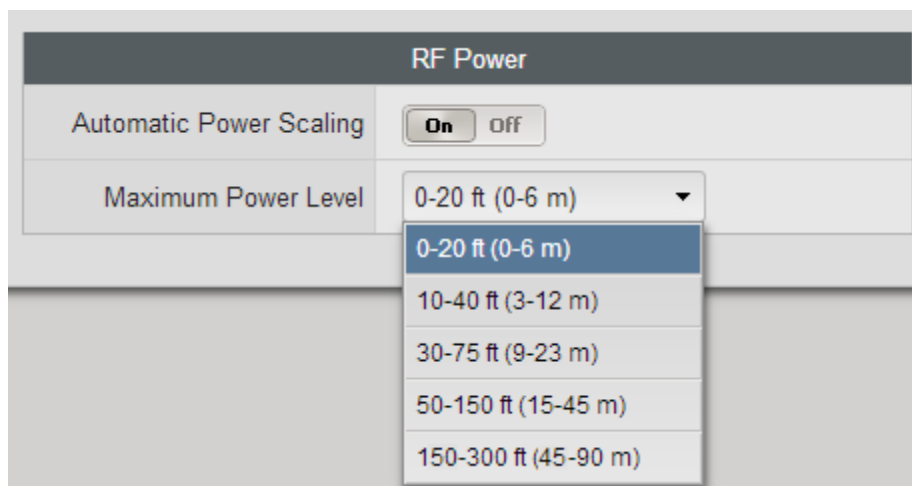 RF Power
Automatic Power Scaling On Off
Maximum Power Level 0-20 ft (0-6 m)
0-20 ft (0-6 m)
10-40 ft (3-12 m)
30-75 ft (9-23 m)
50-150 ft (15-45 m)
150-300 ft (45-90 m)